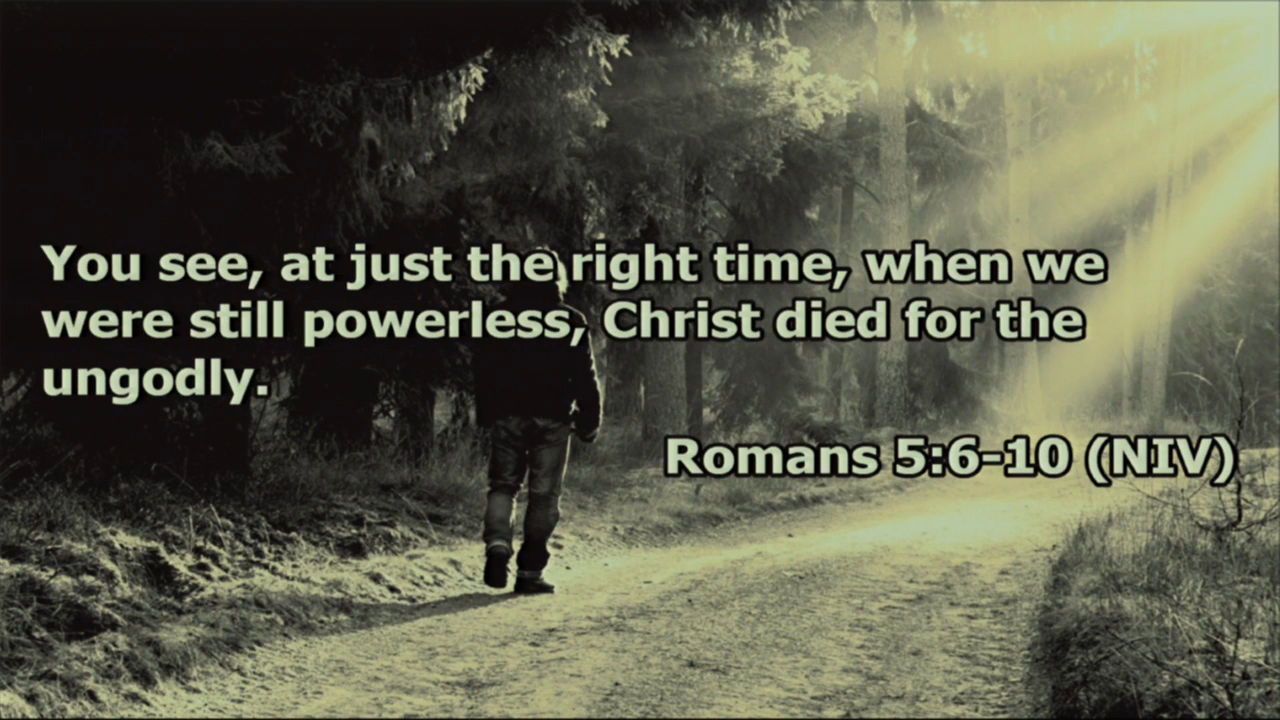 You see, at just the right time, when we
were still powerless, Christ died for the
ungodly.
Romans 5:6-10 (NIV)